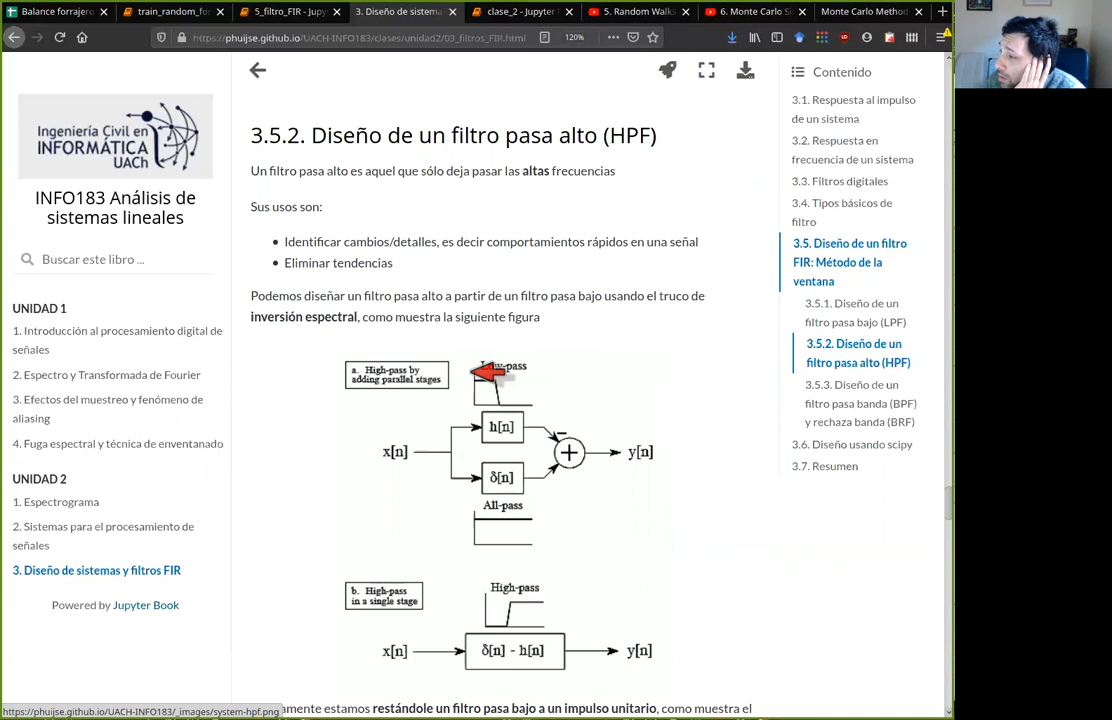 Balance forrajero
train_random_for
5_filtro_FIR - Jupy
3. Diseño de sistema
clase_2 - Jupyter
5. Random Walks
6. Monte Carlo Si
Monte Carlo Method
https://phuijse.github.io/UACH-INFO183/clases/unidad2/03_filtros_FIR.html
120%
Ingeniería Civil en
INFORMÁTICA
UACh
INFO183 Análisis de
sistemas lineales
Buscar este libro ...
UNIDAD 1
1. Introducción al procesamiento digital de
señales
2. Espectro y Transformada de Fourier
3. Efectos del muestreo y fenómeno de
aliasing
4. Fuga espectral y técnica de enventanado
UNIDAD 2
1. Espectrograma
2. Sistemas para el procesamiento de
señales
3. Diseño de sistemas y filtros FIR
Powered by Jupyter Book
3.5.2. Diseño de un filtro pasa alto (HPF)
Un filtro pasa alto es aquel que sólo deja pasar las altas frecuencias
Sus usos son:
Identificar cambios/detalles, es decir comportamientos rápidos en una señal
Eliminar tendencias
Podemos diseñar un filtro pasa alto a partir de un filtro pasa bajo usando el truco de
inversión espectral, como muestra la siguiente figura
a. High-pass by
adding parallel stages
Low-pass
h[n]
x[n]
+
y[n]
δ[n]
All-pass
b. High-pass
in a single stage
High-pass
x[n]
δ[n] - h[n]
y[n]
restándole un filtro pasa bajo a un impulso unitario, como muestra el
Contenido
3.1. Respuesta al impulso
de un sistema
3.2. Respuesta en
frecuencia de un sistema
3.3. Filtros digitales
3.4. Tipos básicos de
filtro
3.5. Diseño de un filtro
FIR: Método de la
ventana
3.5.1. Diseño de un
filtro pasa bajo (LPF)
3.5.2. Diseño de un
filtro pasa alto (HPF)
3.5.3. Diseño de un
filtro pasa banda (BPF)
y rechaza banda (BRF)
3.6. Diseño usando scipy
3.7. Resumen
https://phuijse.github.io/UACH-INFO183/_images/system-hpf.png